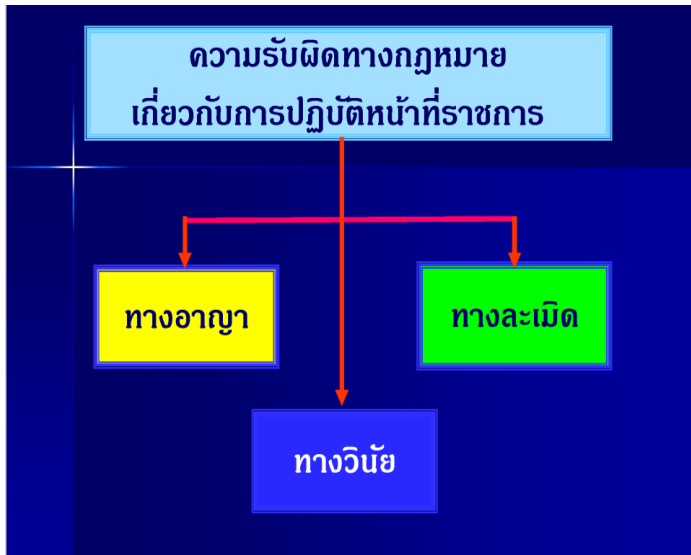 ความรับผิดทางกฎหมาย
เกี่ยวกับการปฏิบัติหน้าที่ราชการ
ทางอาญา
ทางละเมิด
ทางวินัย